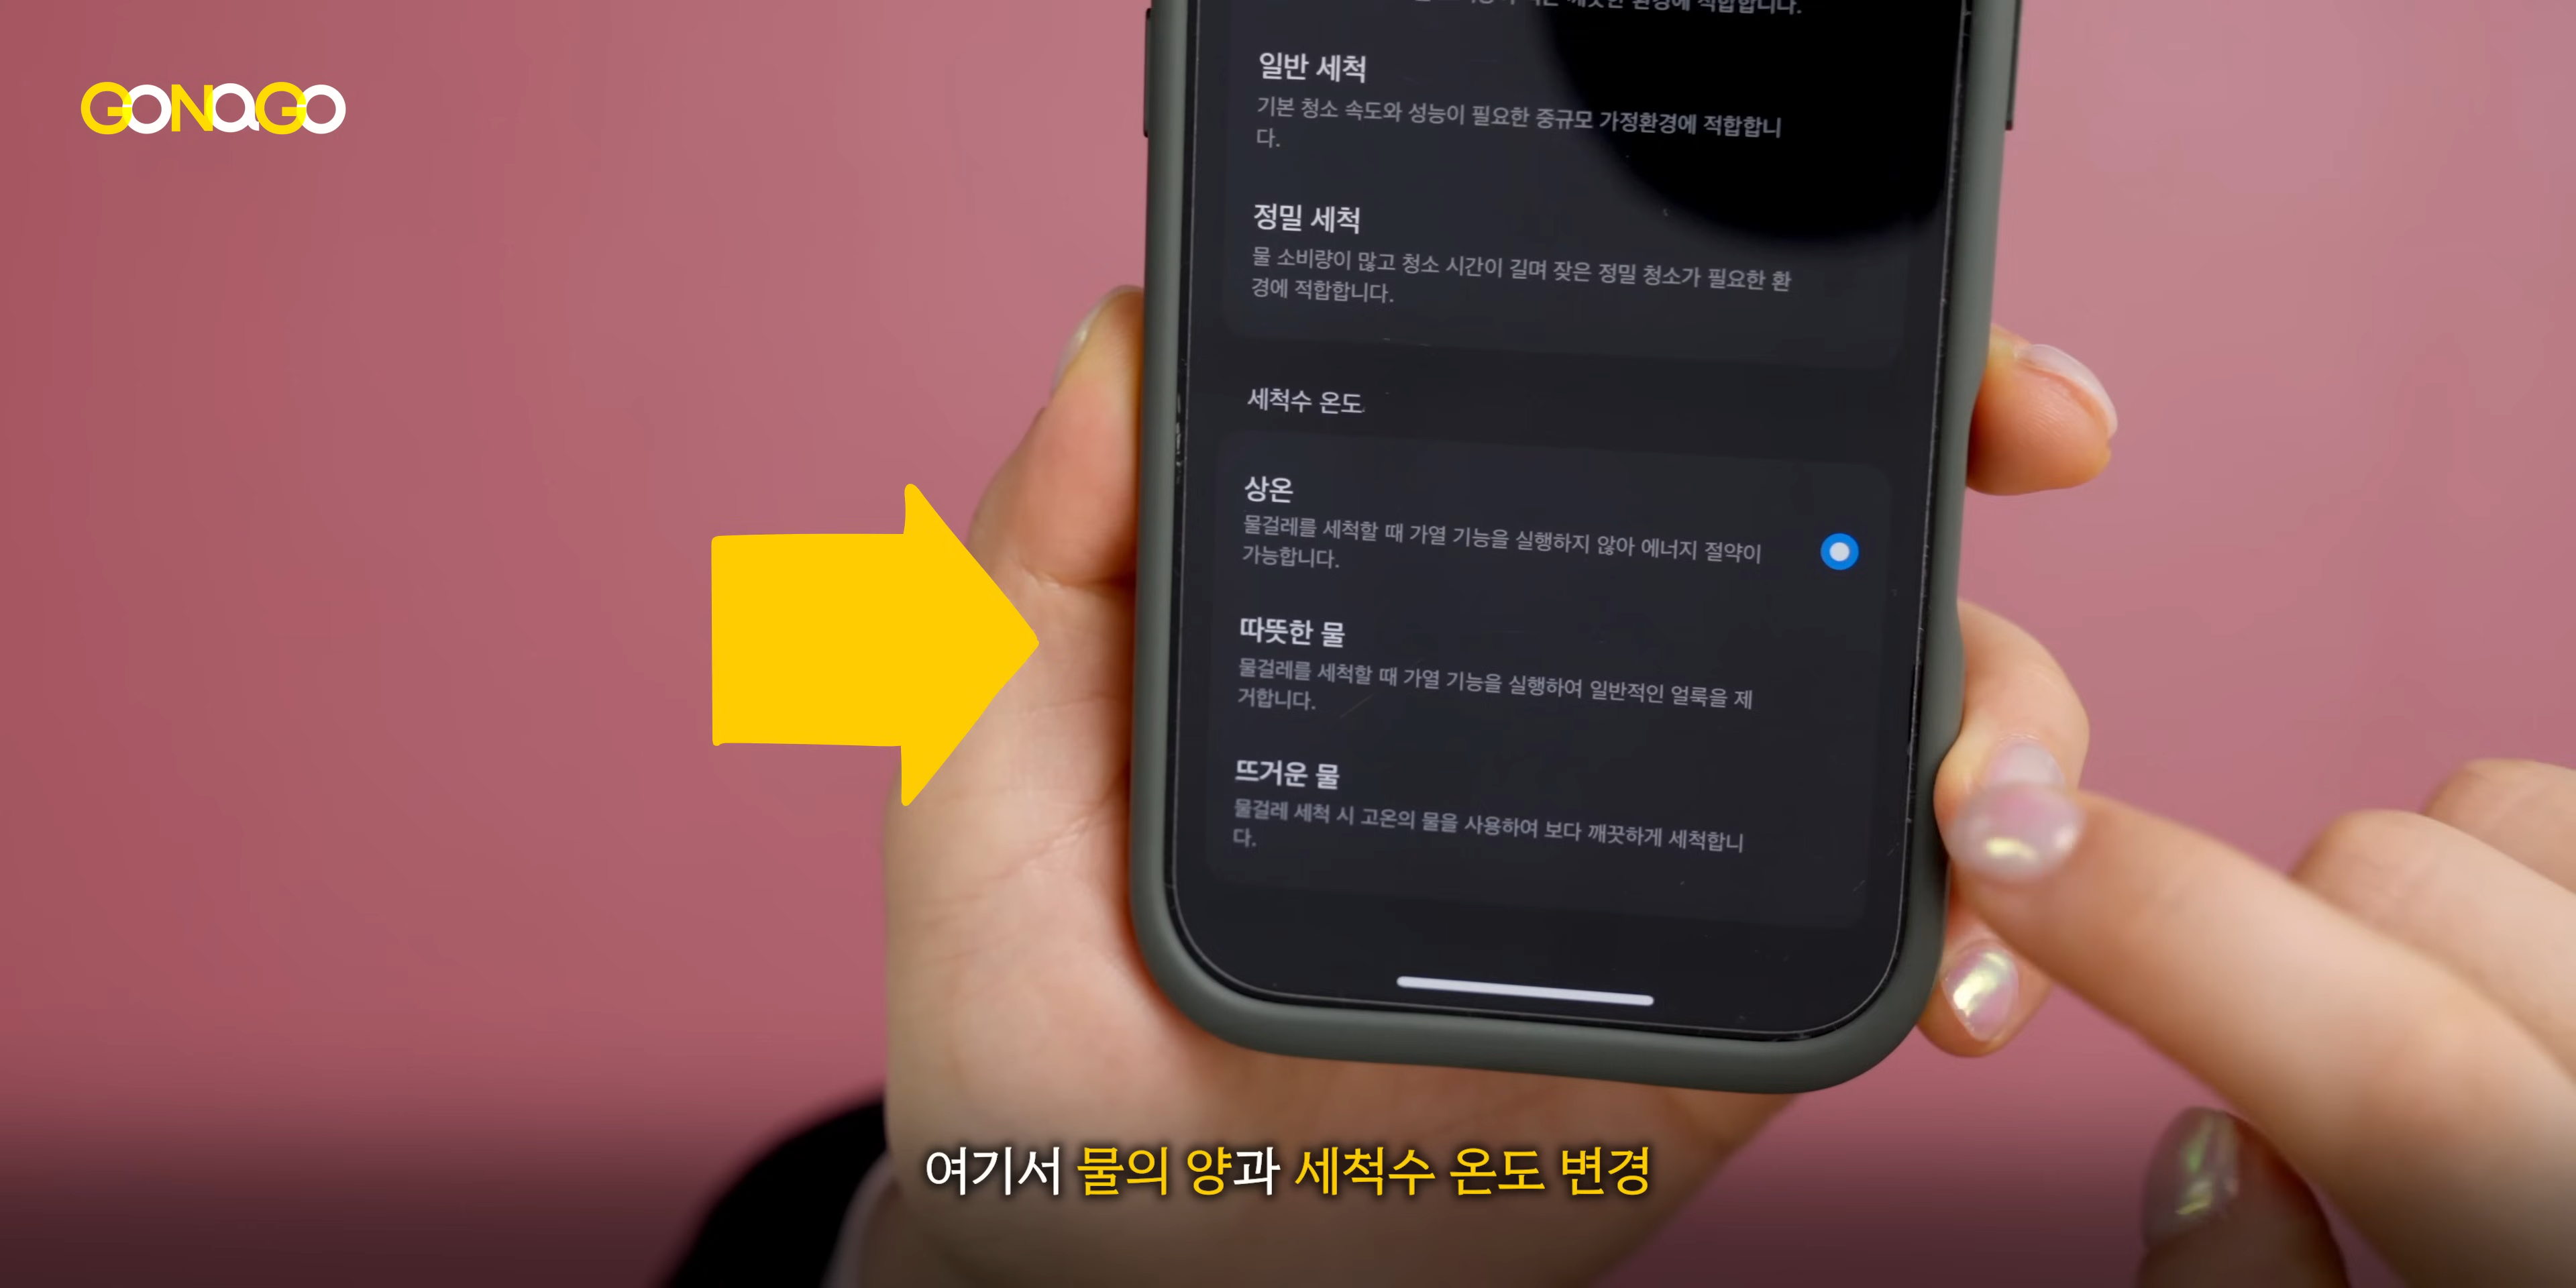 GONGGO
환경에 적합합니다.
일반 세척
기본 청소 속도와 성능이 필요한 중규모 가정환경에 적합합니
다.
정밀 세척
물 소비량이 많고 청소 시간이 길며 잦은 정밀 청소가 필요한 환
경에 적합합니다.
세척수 온도
상온
물걸레를 세척할 때 가열 기능을 실행하지 않아 에너지 절약이
가능합니다.
따뜻한 물
물걸레를 세척할 때 가열 기능을 실행하여 일반적인 얼룩을 제
거합니다.
뜨거운 물
물걸레 세척 시 고온의 물을 사용하여 보다 깨끗하게 세척합니
다.
여기서 물의 양과 세척수 온도 변경